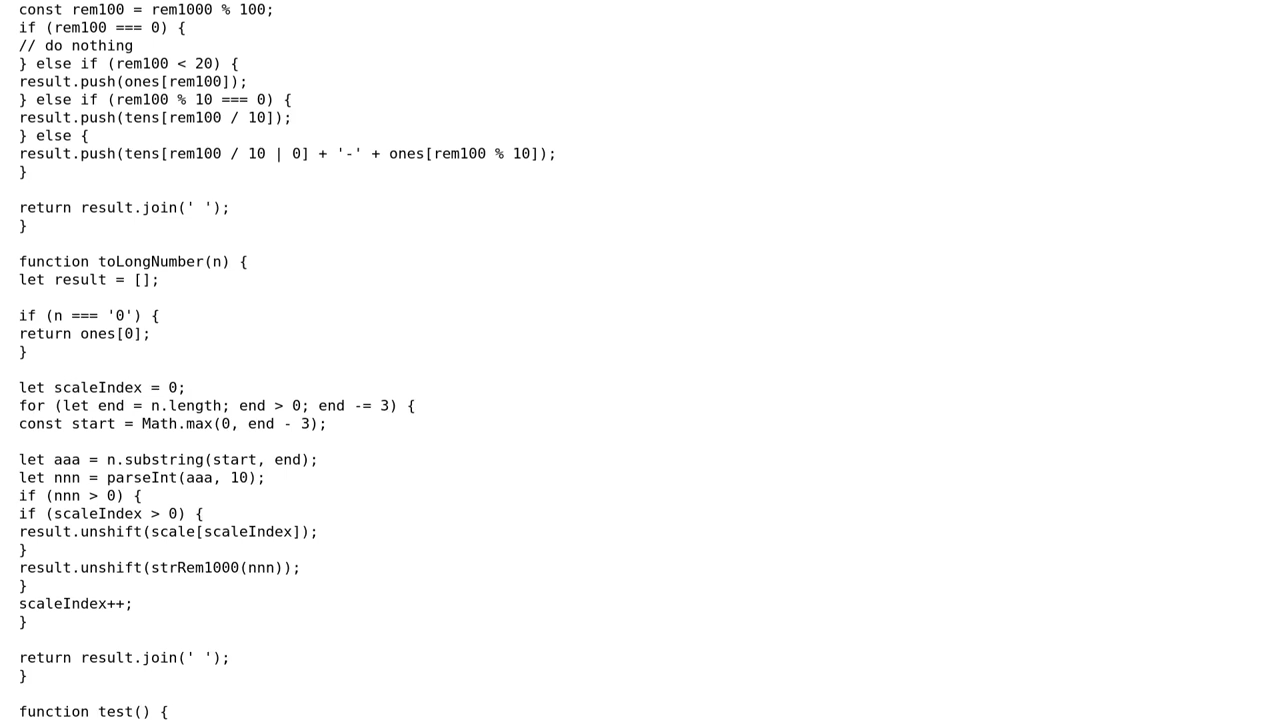 const rem100 = rem1000 % 100;
if (rem100 === 0) {
// do nothing
} else if (rem100 < 20) {
result.push(ones[rem100]);
} else if (rem100 % 10 === 0) {
result.push(tens[rem100 / 10]);
} else {
result.push(tens[rem100 / 10 | 0] + '-' + ones[rem100 % 10]);
}

return result.join(' ');
}

function toLongNumber(n) {
let result = [];

if (n === '0') {
return ones[0];
}

let scaleIndex = 0;
for (let end = n.length; end > 0; end -= 3) {
const start = Math.max(0, end - 3);

let aaa = n.substring(start, end);
let nnn = parseInt(aaa, 10);
if (nnn > 0) {
if (scaleIndex > 0) {
result.unshift(scale[scaleIndex]);
}
result.unshift(strRem1000(nnn));
}
scaleIndex++;
}

return result.join(' ');
}

function test() {